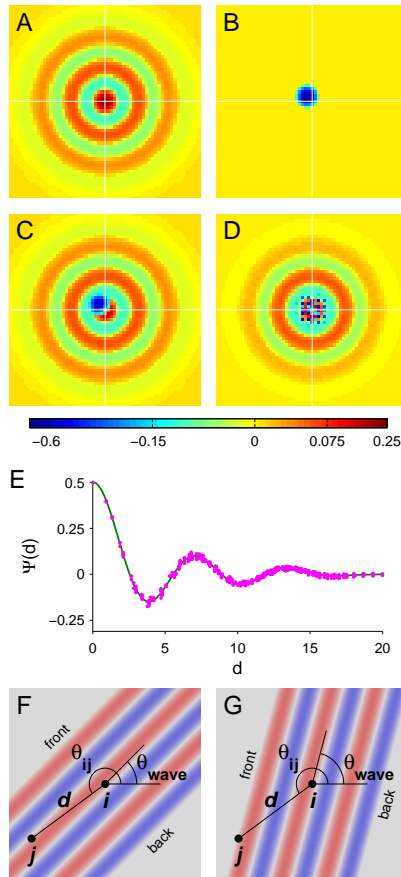 A B
C D
−0.6 −0.15 0 0.075 0.25
E
0.5
0.25
0
−0.25
Ψ(d)
0 5 10 15 20
d
F
front
θij
θwave
d
i
j
back
G
front
θij
θwave
d
i
j
back